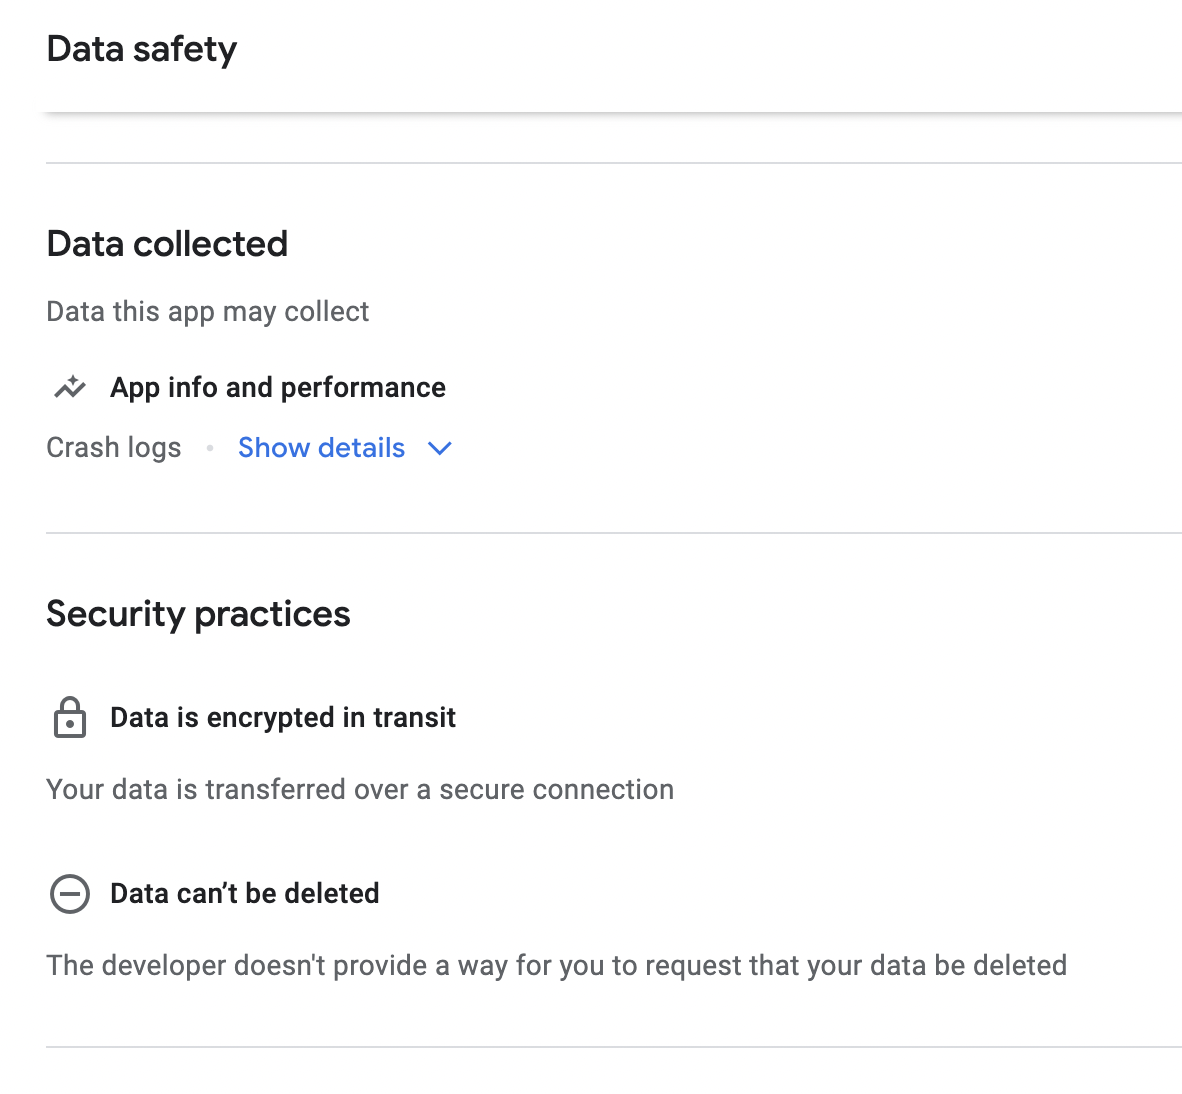 Data safety
Data collected
Data this app may collect
App info and performance
Crash logs • Show details
Security practices
Data is encrypted in transit
Your data is transferred over a secure connection
Data can’t be deleted
The developer doesn't provide a way for you to request that your data be deleted